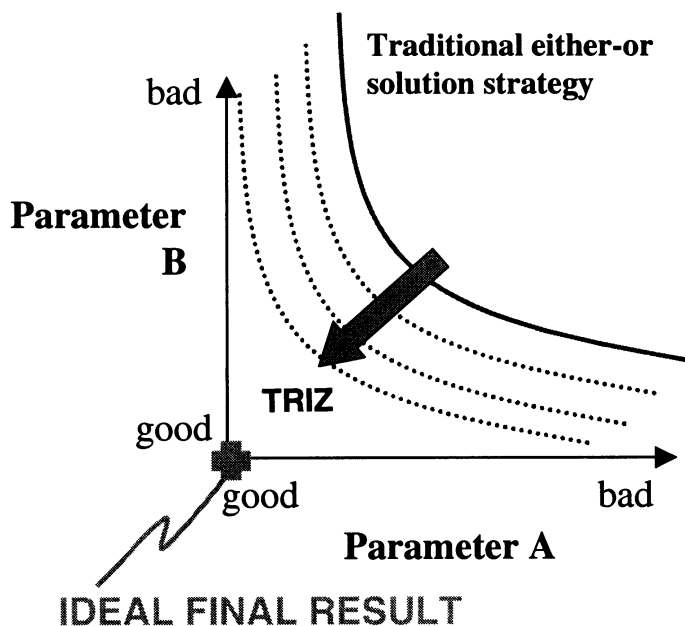 Traditional either-or
solution strategy
bad
Parameter
B
TRIZ
good
good
bad
Parameter A
IDEAL FINAL RESULT